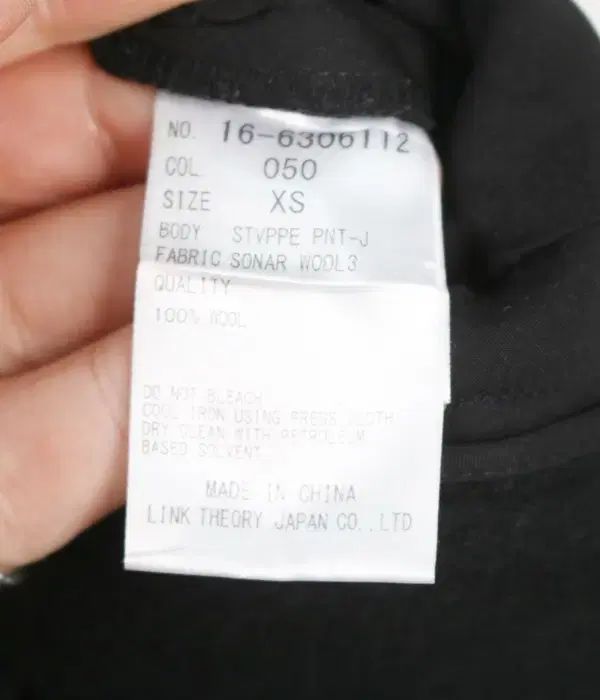 NO. 16-6306112
COL 050
SIZE XS
BODY STVPPE PNT-J
FABRIC SONAR WOOL3
QUALITY
100% WOOL
DO NOT BLEACH
COOL IRON USING PRESS CLOTH
DRY CLEAN WITH PETROLEUM
BASED SOLVENT.
MADE IN CHINA
LINK THEORY JAPAN CO.,LTD